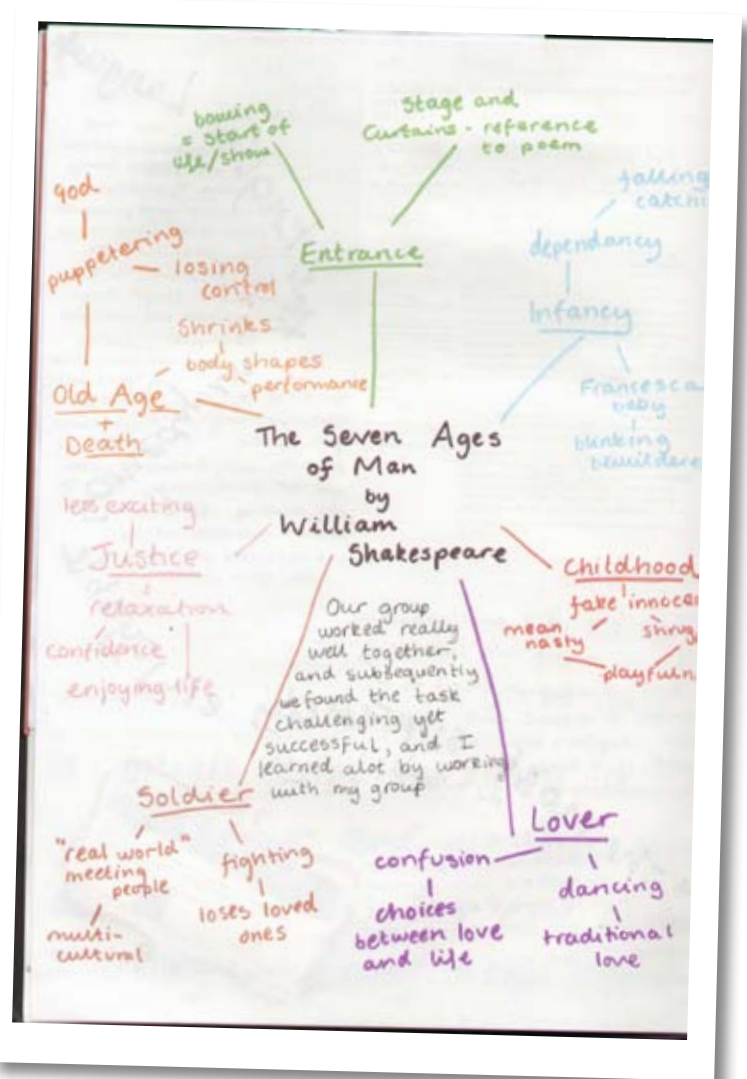 bowing
= start of
life/show
Stage and
Curtains - reference
to poem
Entrance
god
puppetering
losing
control
Shrinks
body shapes
performance
Old Age
+
Death
falling
dependancy
Infancy
Francesca
baby
blinking
The Seven Ages
of Man
by
William
Shakespeare
less exciting
Justice
relaxation
confidence
enjoying life
Childhood
fake
mean
nasty
Our group
worked really
well together,
and subsequently
we found the task
challenging yet
successful, and I
learned alot by working
with my group
Soldier
"real world"
meeting
people
multi-
cultural
fighting
loses loved
ones
Lover
confusion
choices
between love
and life
dancing
traditional
love